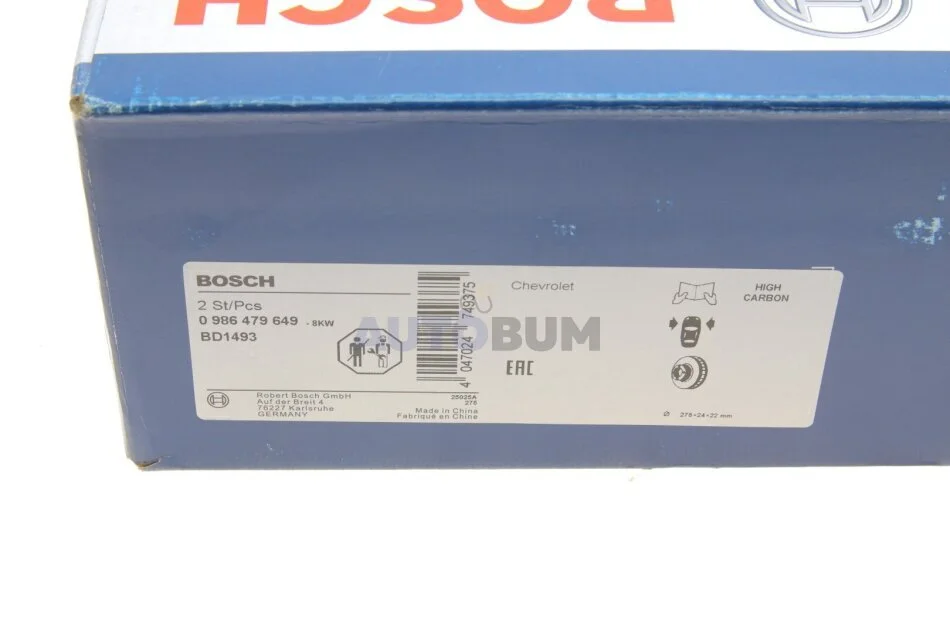 BOSCH
BOSCH
2 St/Pcs
0 986 479 649 - 8KW
BD1493
4 047024 749375
Chevrolet
HIGH
CARBON
AUTOBUM
EAC
Robert Bosch GmbH
Auf der Breit 4
76227 Karlsruhe
GERMANY
25025A
275
Made in China
Fabriqué en Chine
Ø 276*24*22 mm